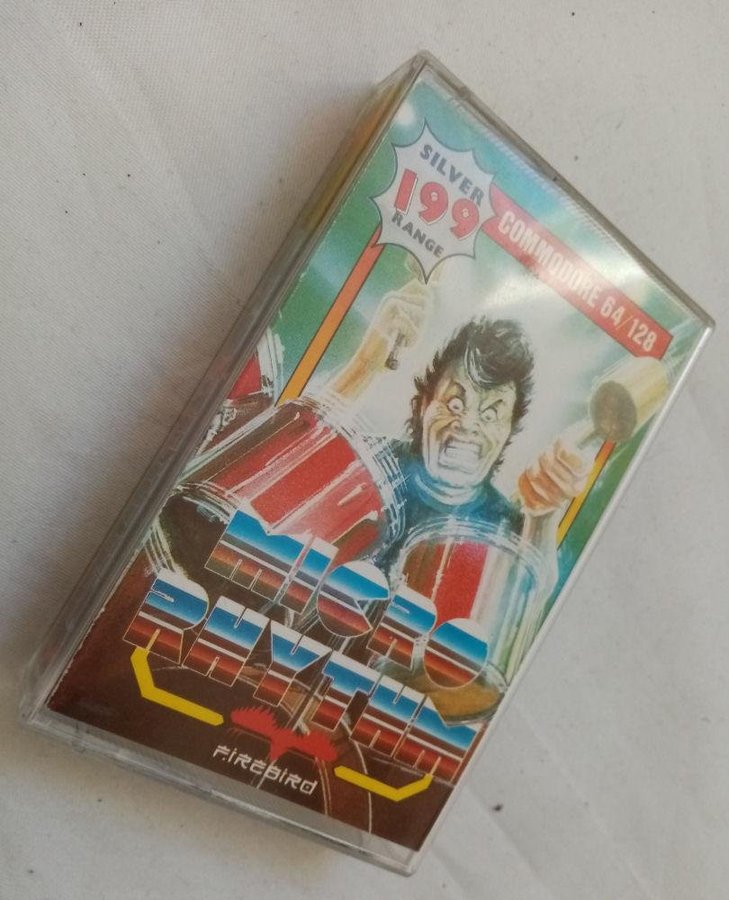 SILVER
199
RANGE
COMMODORE 64/128
MICRO
RHYTHM
FIREBIRD